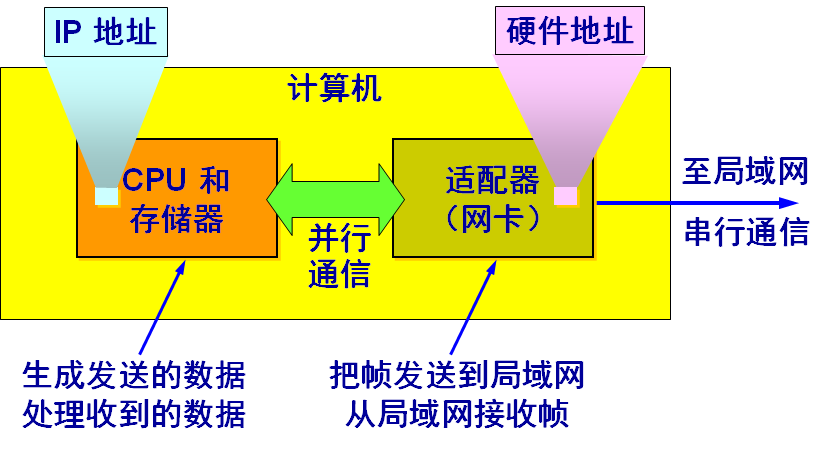 IP 地址
硬件地址
计算机
CPU 和
存储器
适配器
（网卡）
并行
通信
至局域网
串行通信
生成发送的数据
处理收到的数据
把帧发送到局域网
从局域网接收帧